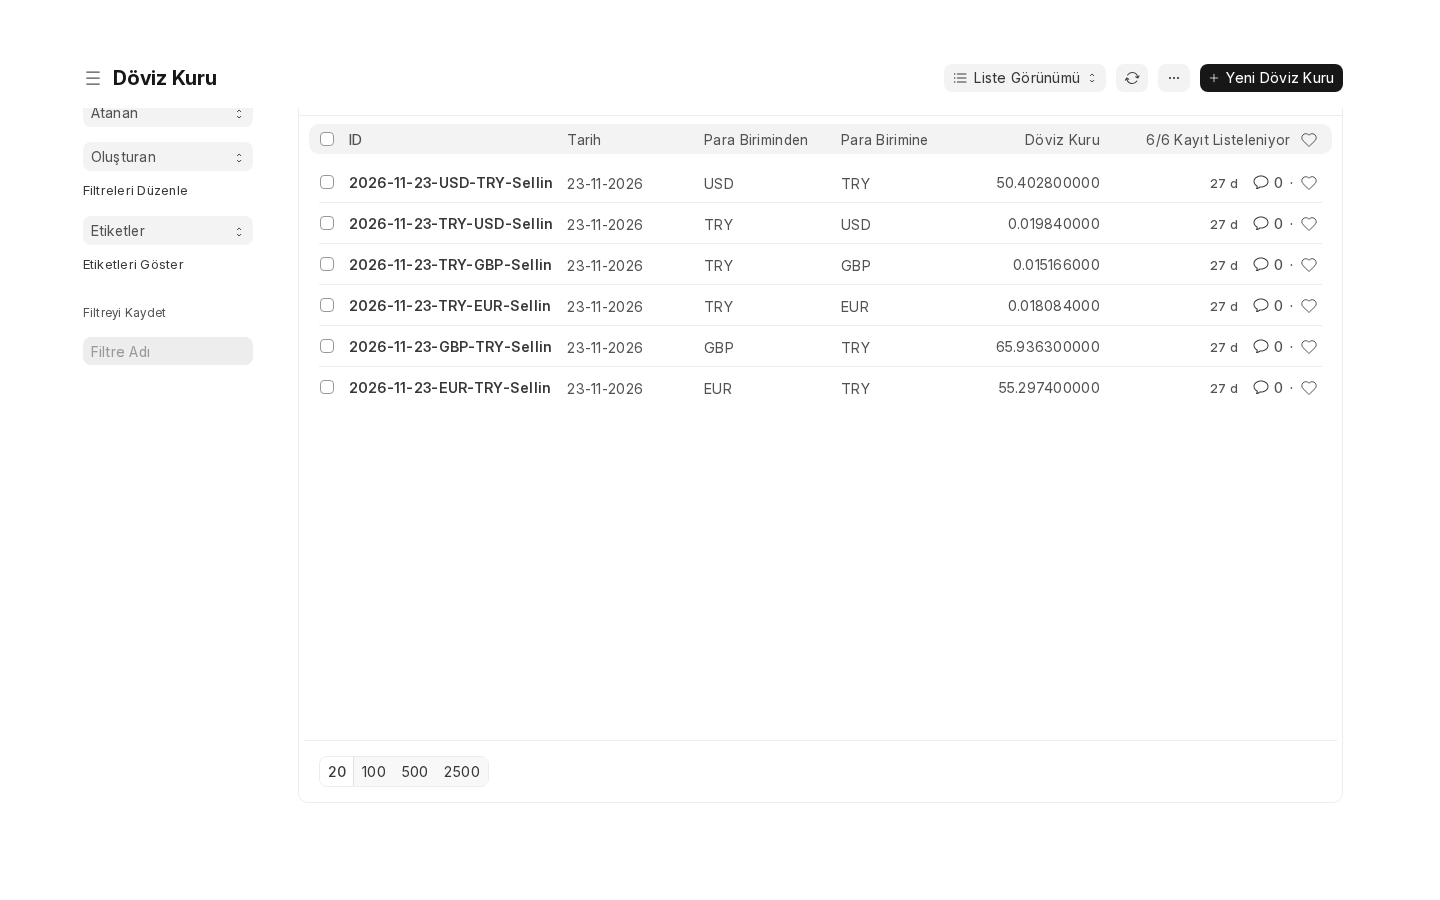 Döviz Kuru
Liste Görünümü
Yeni Döviz Kuru
Atanan
Oluşturan
Filtreleri Düzenle
Etiketler
Etiketleri Göster
Filtreyi Kaydet
Filtre Adı
ID Tarih Para Biriminden Para Birimine Döviz Kuru 6/6 Kayıt Listeleniyor
2026-11-23-USD-TRY-Sellin 23-11-2026 USD TRY 50.402800000 27 d 0 ·
2026-11-23-TRY-USD-Sellin 23-11-2026 TRY USD 0.019840000 27 d 0 ·
2026-11-23-TRY-GBP-Sellin 23-11-2026 TRY GBP 0.015166000 27 d 0 ·
2026-11-23-TRY-EUR-Sellin 23-11-2026 TRY EUR 0.018084000 27 d 0 ·
2026-11-23-GBP-TRY-Sellin 23-11-2026 GBP TRY 65.936300000 27 d 0 ·
2026-11-23-EUR-TRY-Sellin 23-11-2026 EUR TRY 55.297400000 27 d 0 ·
20 100 500 2500